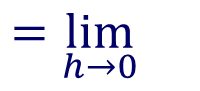 = lim
h→0